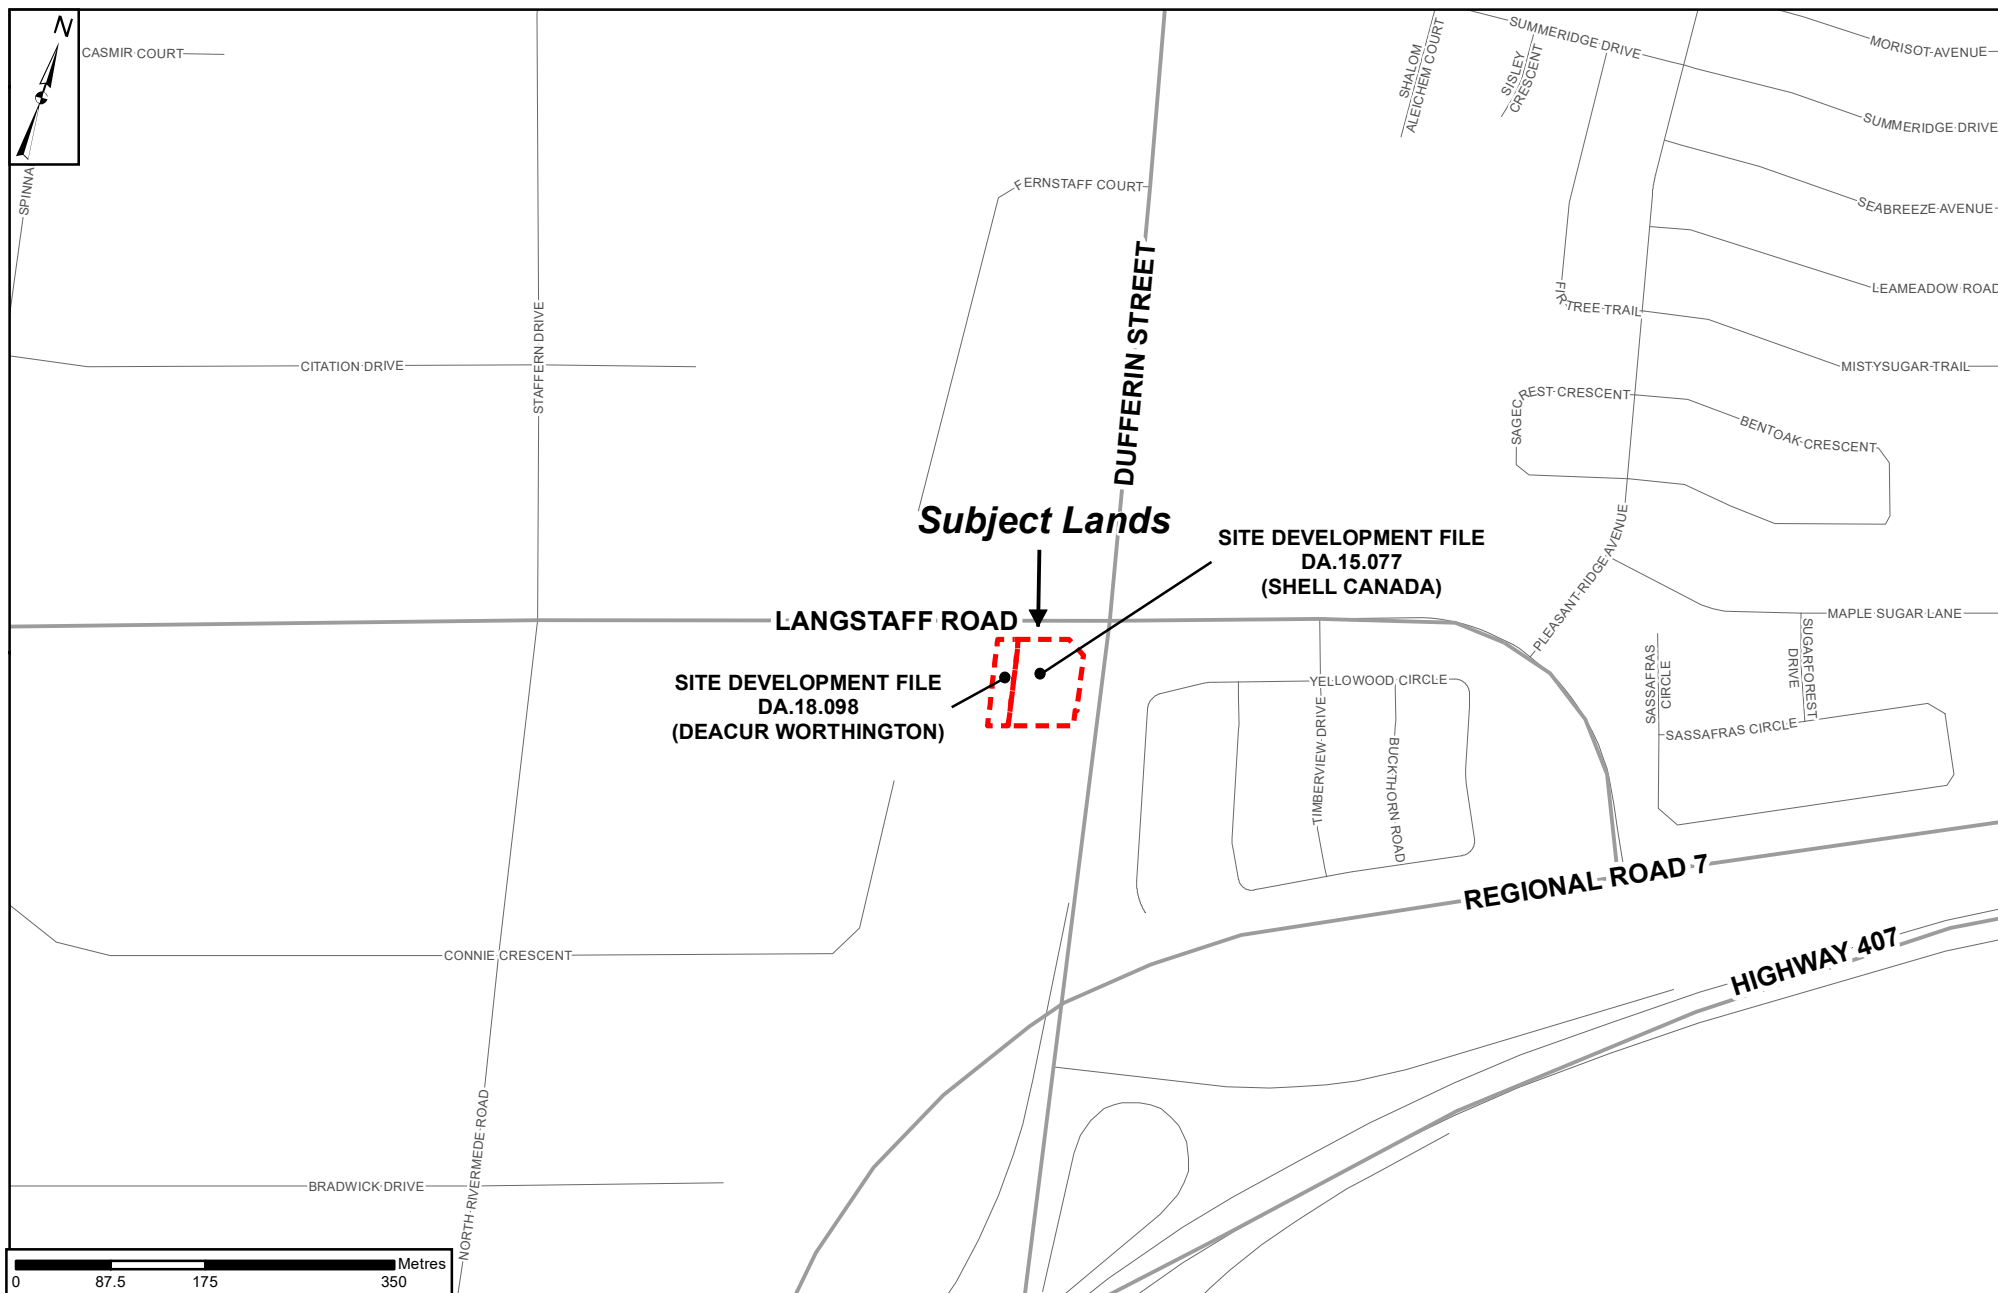 N
CASMIR COURT
SPINNA
SHALOM
ALEICHEM COURT
SISLEY
CRESCENT
SUMMERIDGE DRIVE
MORISOT AVENUE
SUMMERIDGE DRIVE
FERNSTAFF COURT
SEABREEZE AVENUE
DUFFERIN STREET
LEAMEADOW ROAD
FIR TREE TRAIL
STAFFERN DRIVE
CITATION DRIVE
MISTYSUGAR TRAIL
SAGECREST CRESCENT
BENTOAK CRESCENT
Subject Lands
SITE DEVELOPMENT FILE
DA.15.077
(SHELL CANADA)
PLEASANT RIDGE AVENUE
LANGSTAFF ROAD
MAPLE SUGAR LANE
SUGARFOREST
DRIVE
SASSAFRAS
CIRCLE
SITE DEVELOPMENT FILE
DA.18.098
(DEACUR WORTHINGTON)
YELLOWOOD CIRCLE
TIMBERVIEW DRIVE
BUCKTHORN ROAD
SASSAFRAS CIRCLE
REGIONAL ROAD 7
HIGHWAY 407
CONNIE CRESCENT
NORTH RIVERMEDE ROAD
BRADWICK DRIVE
Metres
0 87.5 175 350